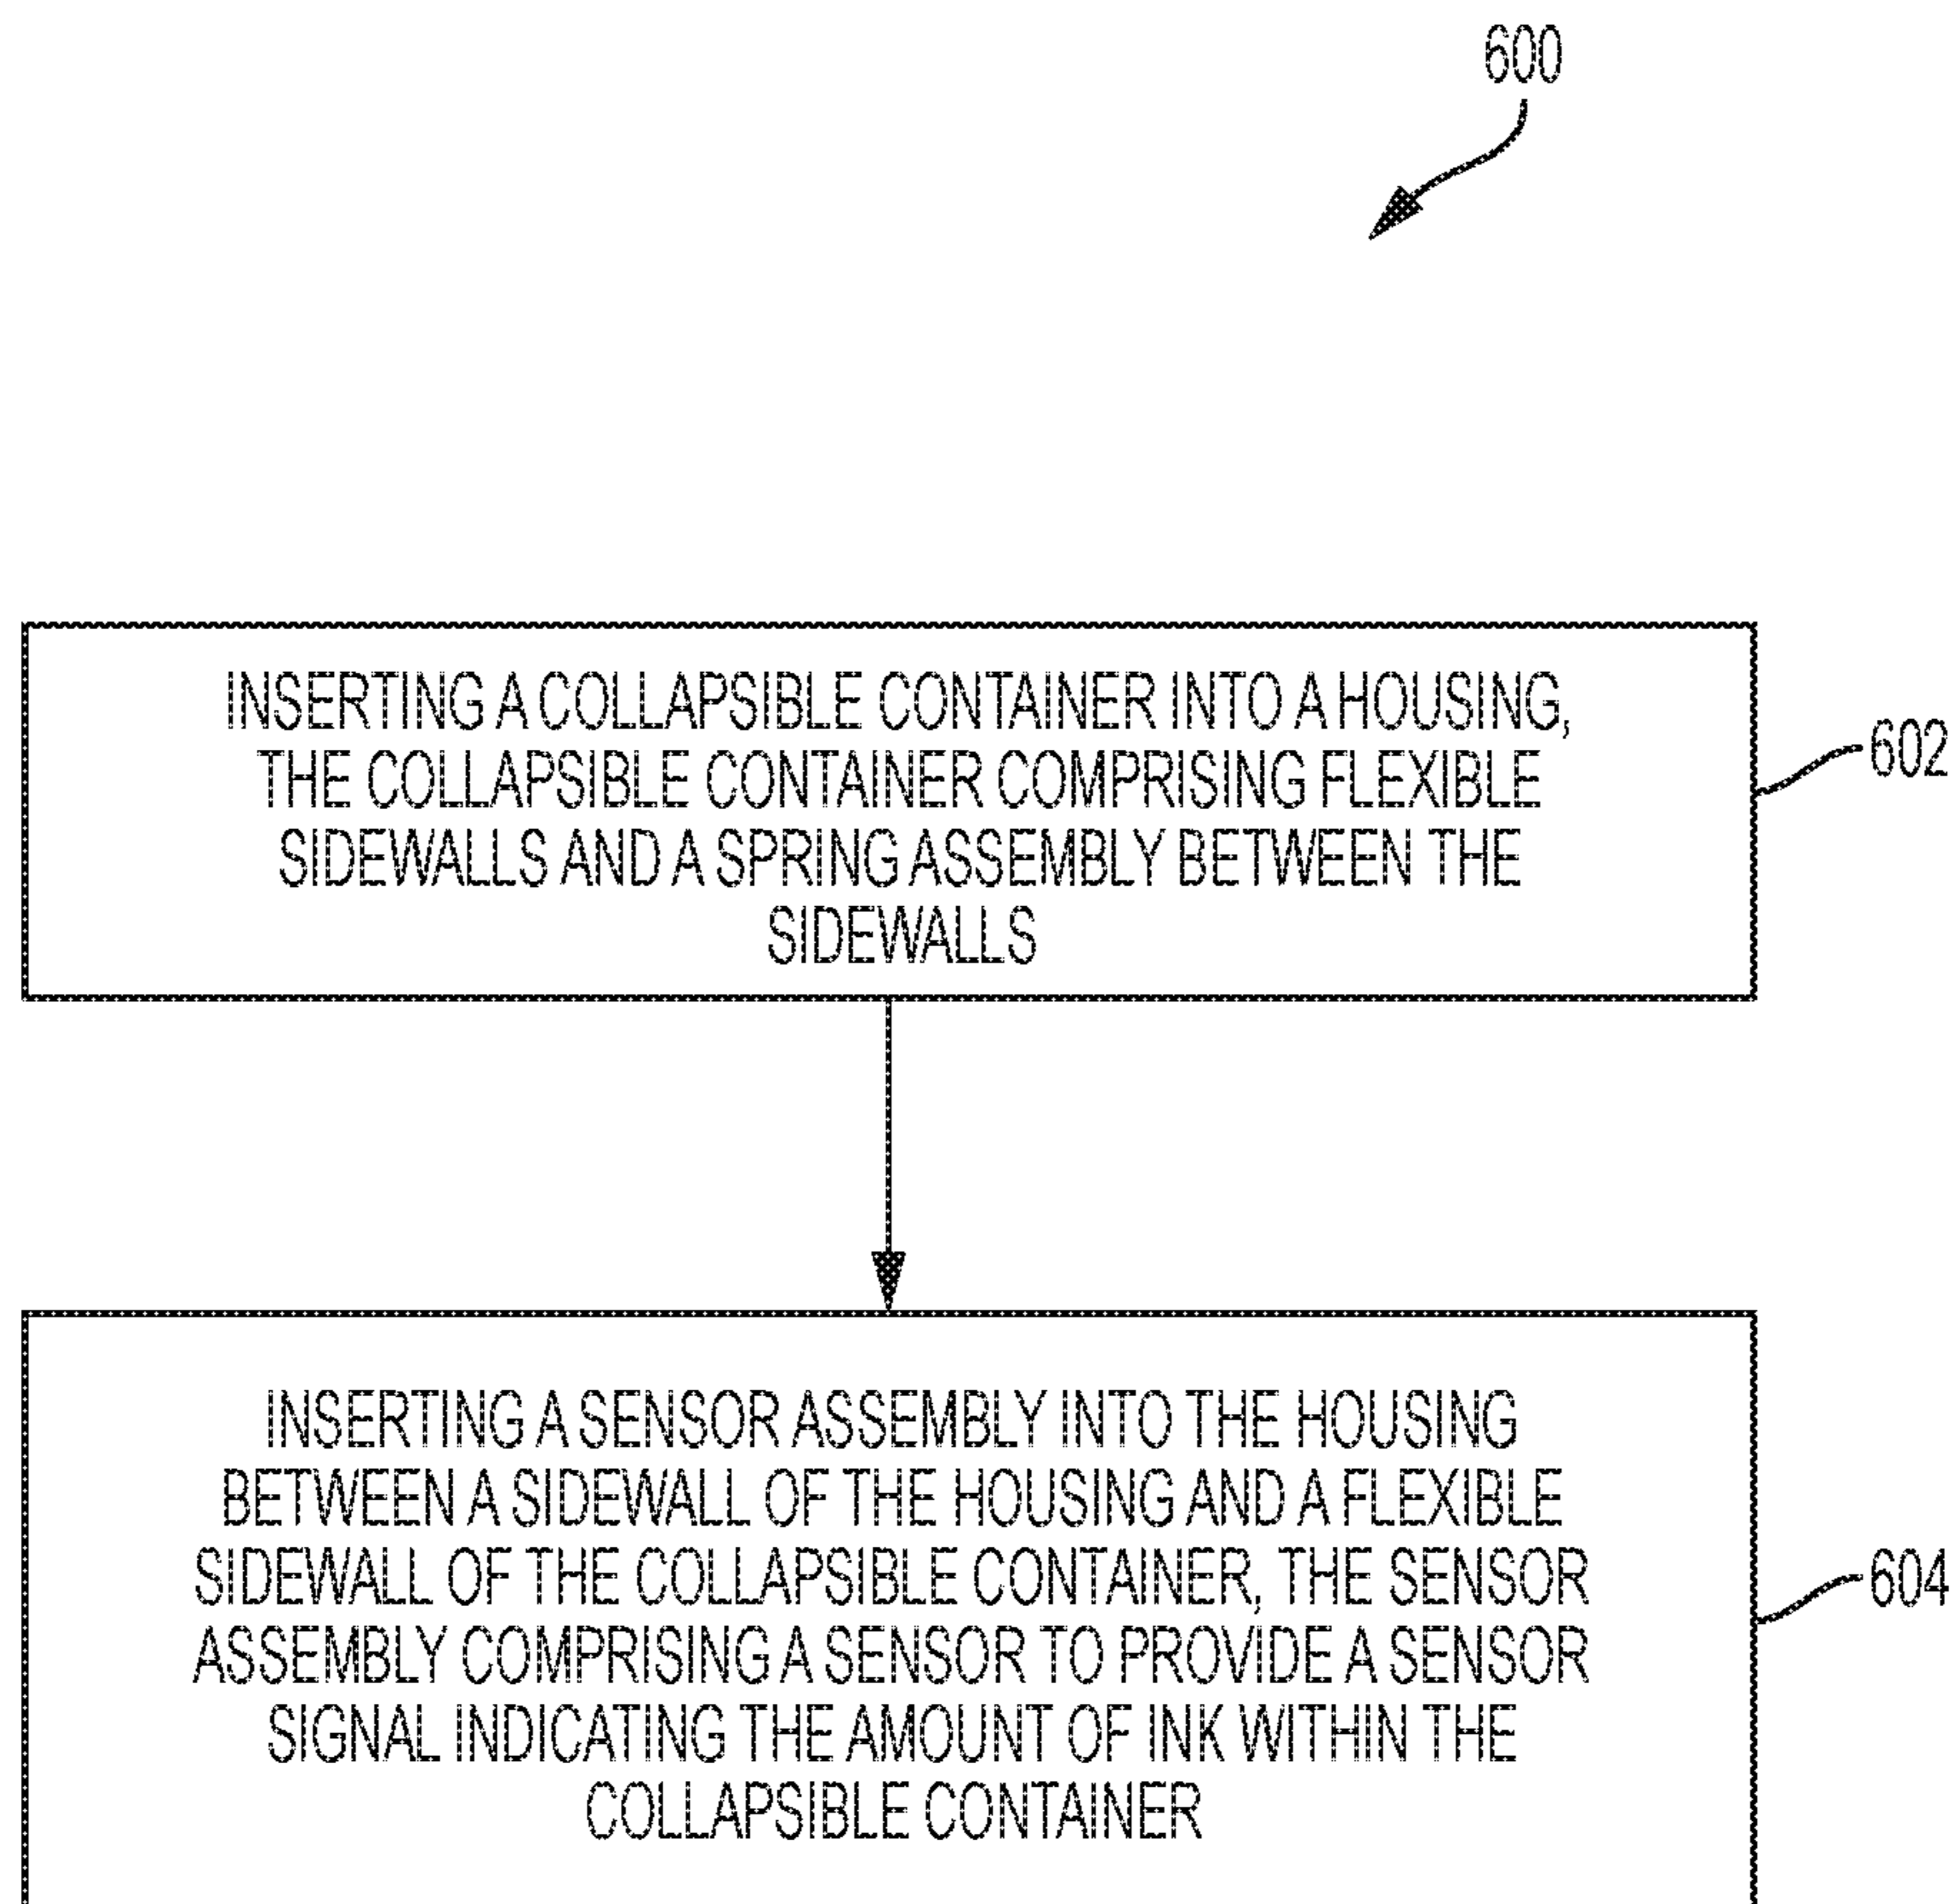 600
INSERTING A COLLAPSIBLE CONTAINER INTO A HOUSING,
THE COLLAPSIBLE CONTAINER COMPRISING FLEXIBLE
SIDEWALLS AND A SPRING ASSEMBLY BETWEEN THE
SIDEWALLS
602
INSERTING A SENSOR ASSEMBLY INTO THE HOUSING
BETWEEN A SIDEWALL OF THE HOUSING AND A FLEXIBLE
SIDEWALL OF THE COLLAPSIBLE CONTAINER, THE SENSOR
ASSEMBLY COMPRISING A SENSOR TO PROVIDE A SENSOR
SIGNAL INDICATING THE AMOUNT OF INK WITHIN THE
COLLAPSIBLE CONTAINER
604